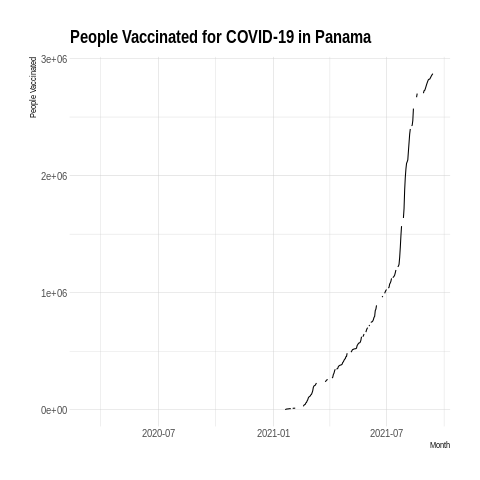 People Vaccinated for COVID-19 in Panama
People Vaccinated
3e+06
2e+06
1e+06
0e+00
2020-07
2021-01
2021-07
Month